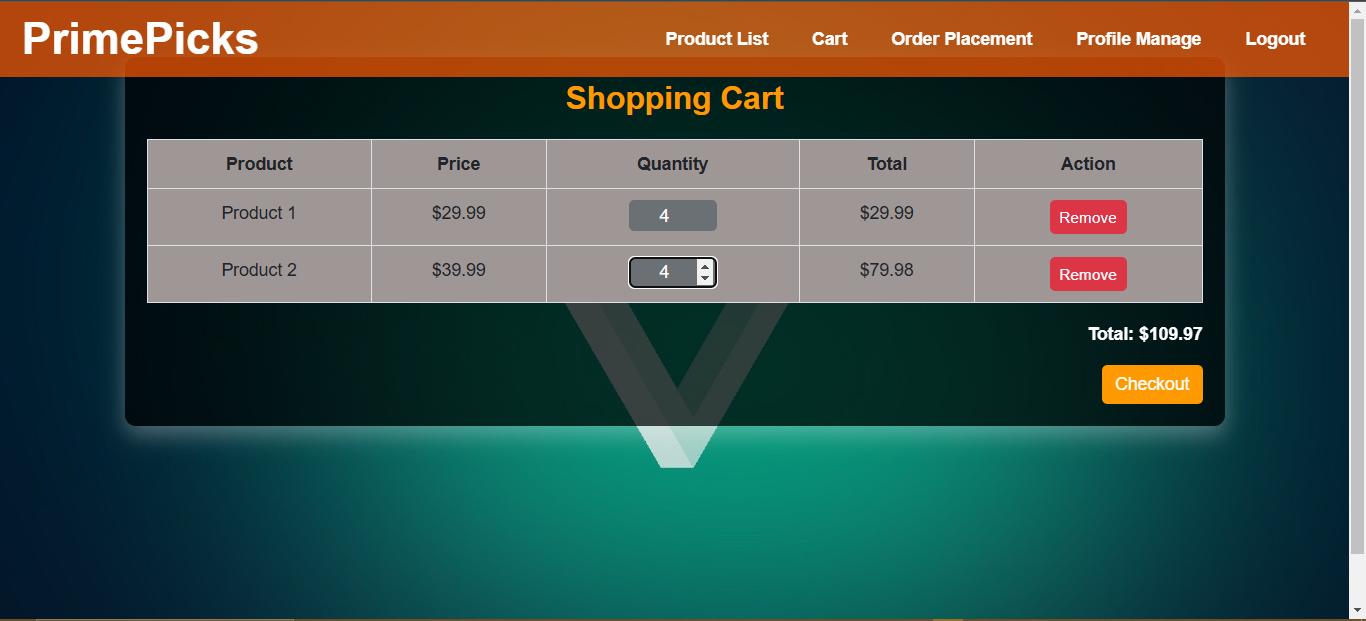 PrimePicks Product List Cart Order Placement Profile Manage Logout
Shopping Cart
Product Price Quantity Total Action
Product 1 $29.99 4 $29.99 Remove
Product 2 $39.99 4 $79.98 Remove
Total: $109.97
Checkout